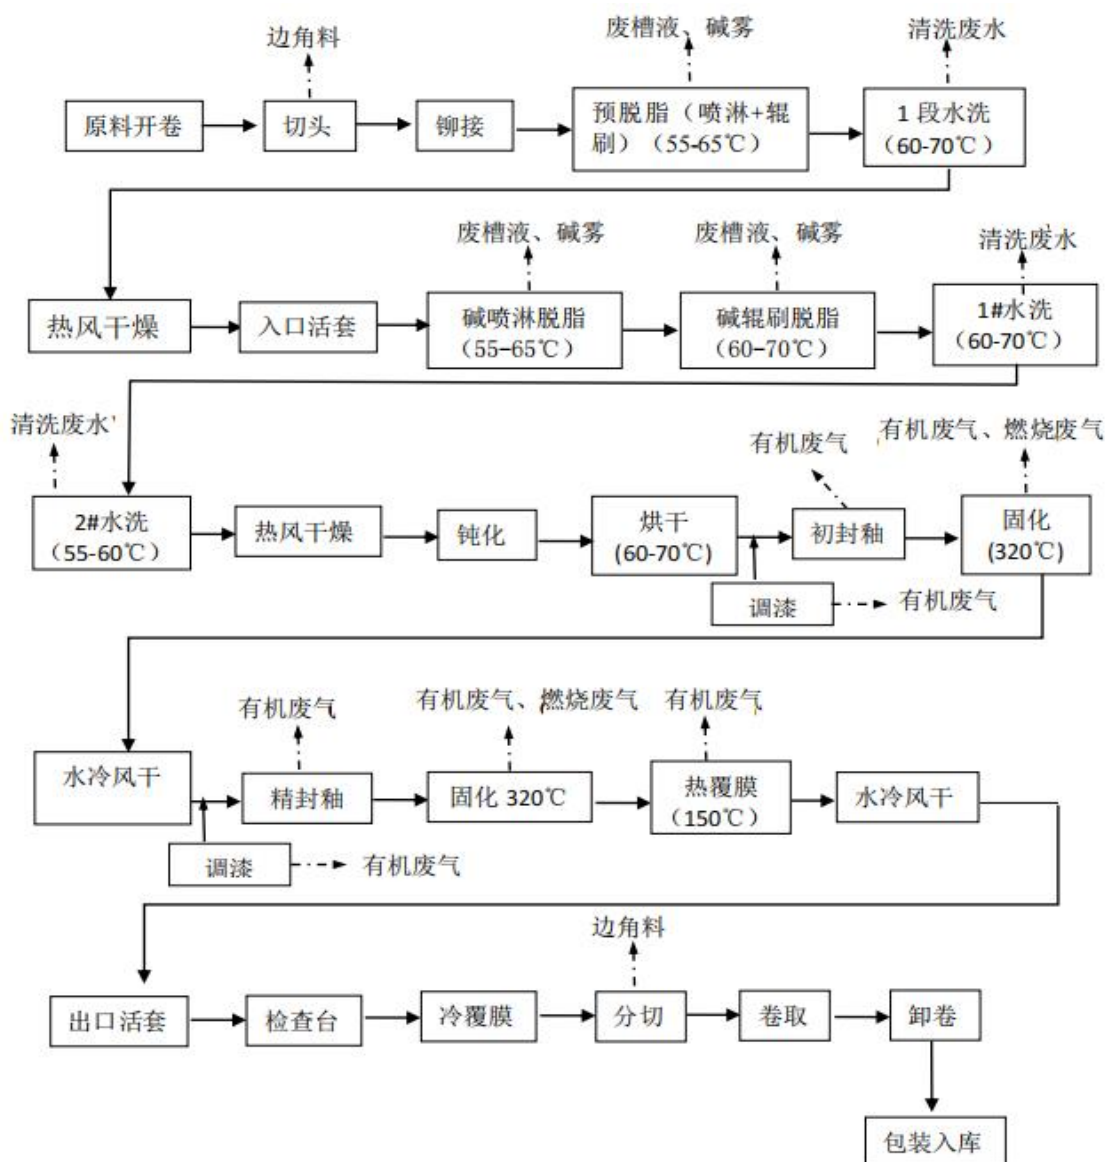 边角料
废槽液、碱雾
清洗废水
原料开卷
切头
铆接
预脱脂（喷淋+辊
刷）（55-65℃）
1 段水洗
（60-70℃）
废槽液、碱雾
废槽液、碱雾
清洗废水
热风干燥
入口活套
碱喷淋脱脂
（55-65℃）
碱辊刷脱脂
（60-70℃）
1#水洗
（60-70℃）
清洗废水
有机废气
有机废气、燃烧废气
2#水洗
（55-60℃）
热风干燥
钝化
烘干
(60-70℃)
初封釉
固化
(320℃)
调漆
有机废气
有机废气
有机废气、燃烧废气
有机废气
水冷风干
精封釉
固化 320℃
热覆膜
（150℃）
水冷风干
调漆
有机废气
边角料
出口活套
检查台
冷覆膜
分切
卷取
卸卷
包装入库